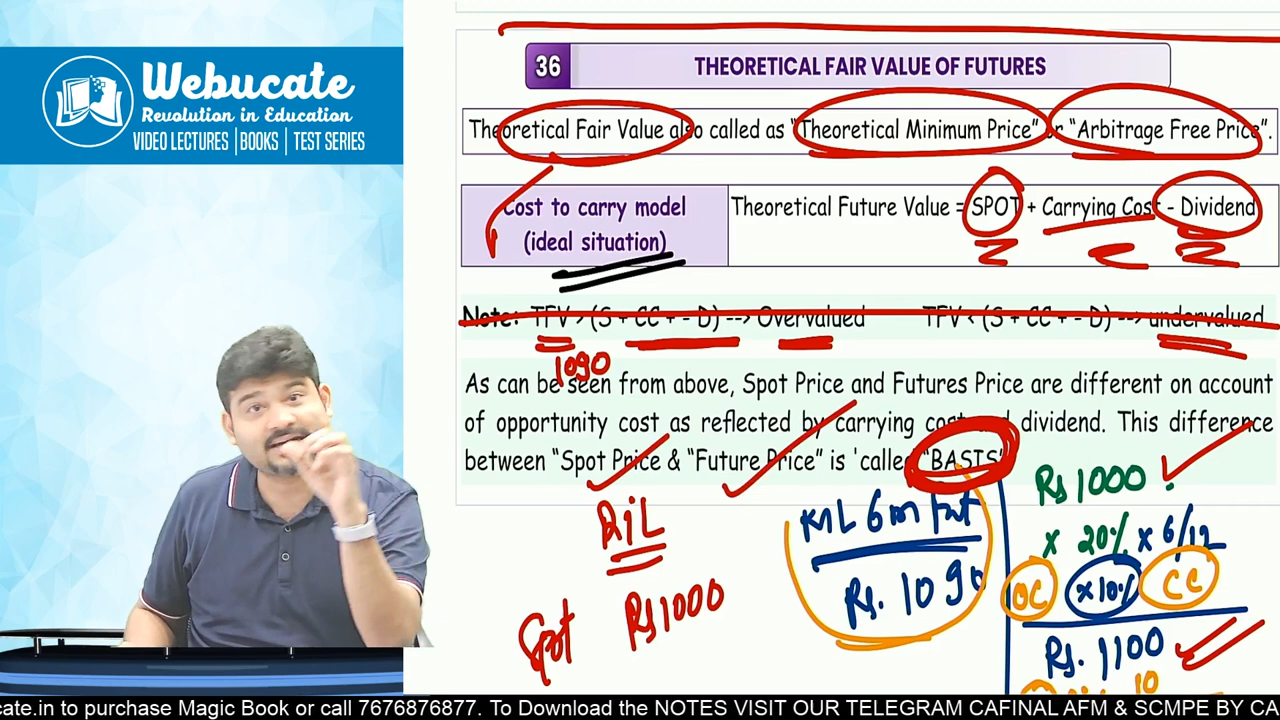 Webucate
Revolution in Education
VIDEO LECTURES | BOOKS | TEST SERIES
36 THEORETICAL FAIR VALUE OF FUTURES
Theoretical Fair Value also called as "Theoretical Minimum Price" or "Arbitrage Free Price".
Cost to carry model
(ideal situation)
Theoretical Future Value = SPOT + Carrying Cost - Dividend
Note: TFV > (S + CC + - D) --> Overvalued TFV < (S + CC + - D) --> undervalued
1090
As can be seen from above, Spot Price and Futures Price are different on account
of opportunity cost as reflected by carrying cost and dividend. This difference
between "Spot Price & "Future Price" is 'called "BASIS"
RIL
Spot Rs 1000
6m fut
Rs. 1090
Rs 1000
x 20% x 6/12
OC x10% CC
Rs. 1100
10
cate.in to purchase Magic Book or call 7676876877. To Download the NOTES VISIT OUR TELEGRAM CAFINAL AFM & SCMPE BY CA